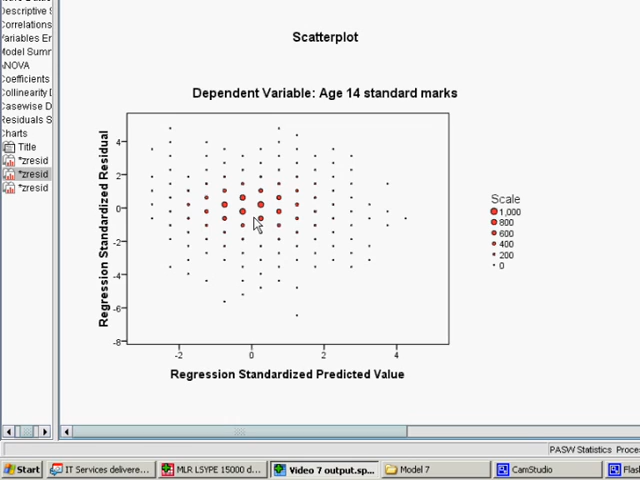 Descriptive S
Correlations
Variables En
Model Summ
ANOVA
Coefficients
Collinearity D
Casewise D
Residuals S
Charts
Title
*zresid
*zresid
*zresid
Scatterplot
Dependent Variable: Age 14 standard marks
Regression Standardized Residual
4
2
0
-2
-4
-6
-8
-2
0
2
4
Regression Standardized Predicted Value
Scale
1,000
800
600
400
200
0
PASW Statistics Proces
Start
IT Services delivere...
MLR LSYPE 15000 d...
Video 7 output.sp...
Model 7
CamStudio
Flas